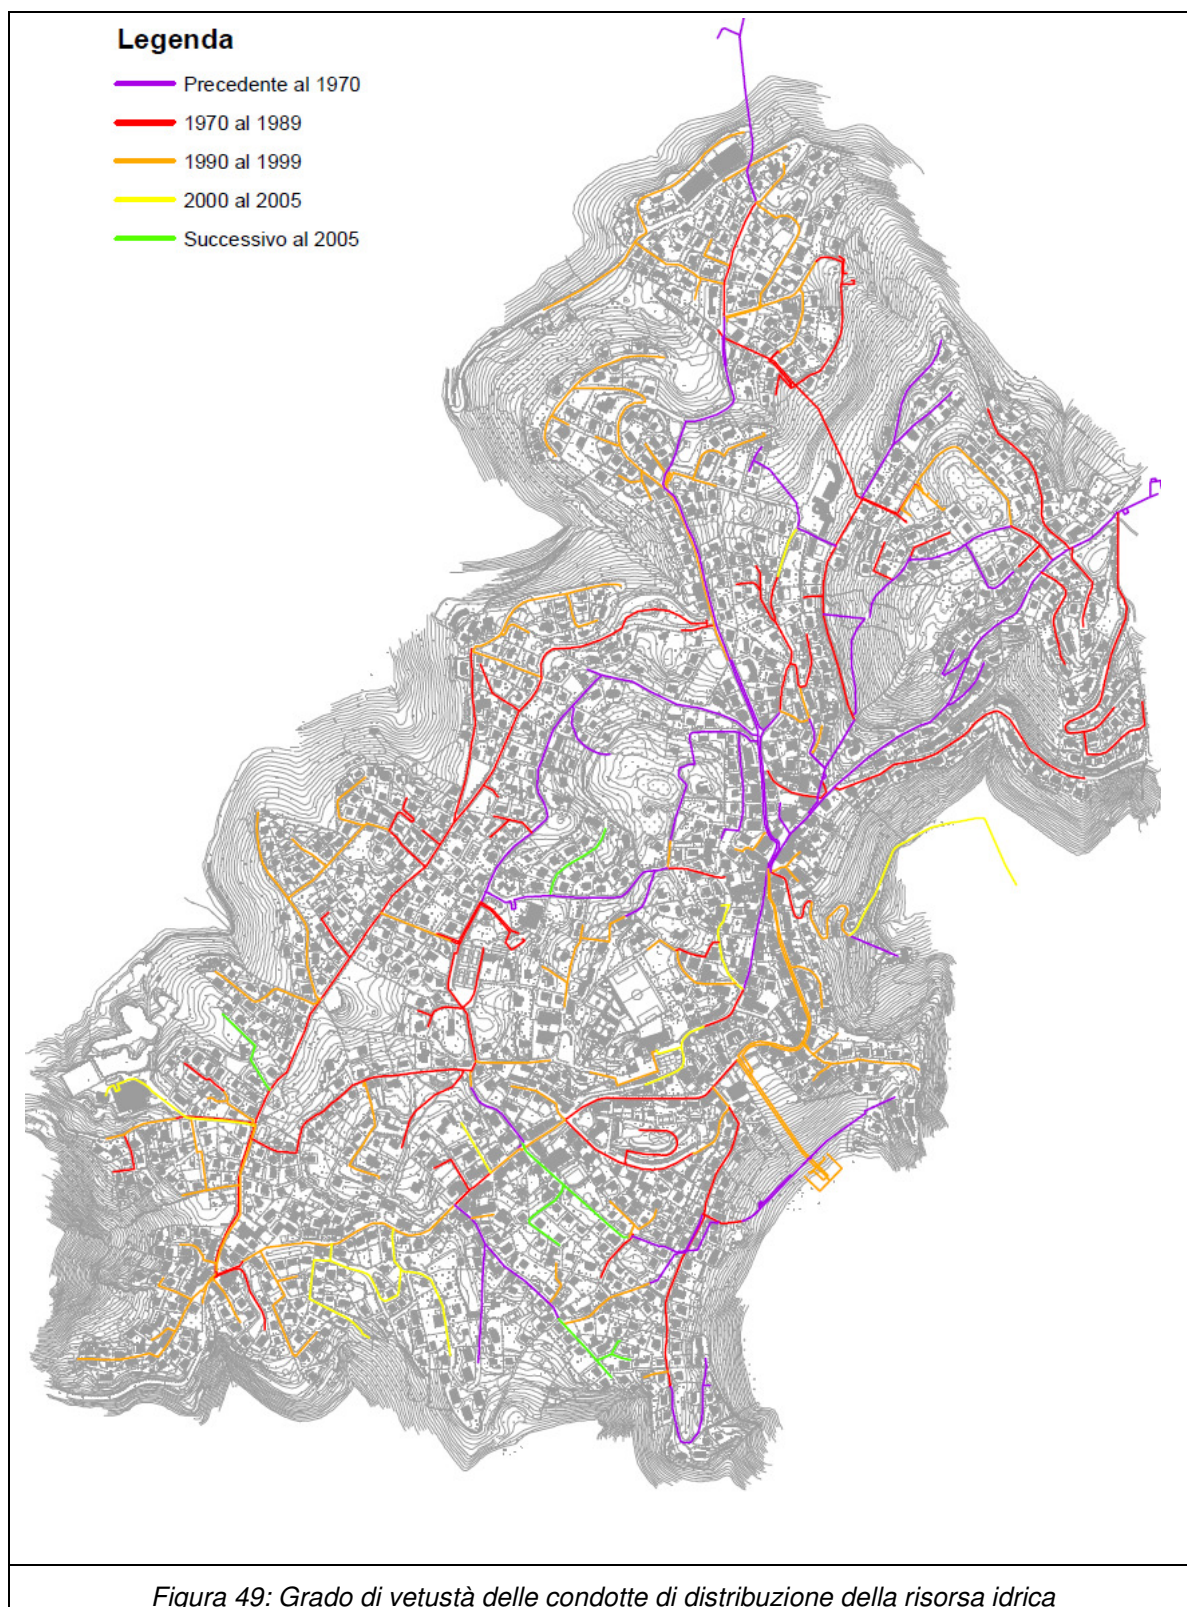 Legenda
Precedente al 1970
1970 al 1989
1990 al 1999
2000 al 2005
Successivo al 2005
Figura 49: Grado di vetustà delle condotte di distribuzione della risorsa idrica